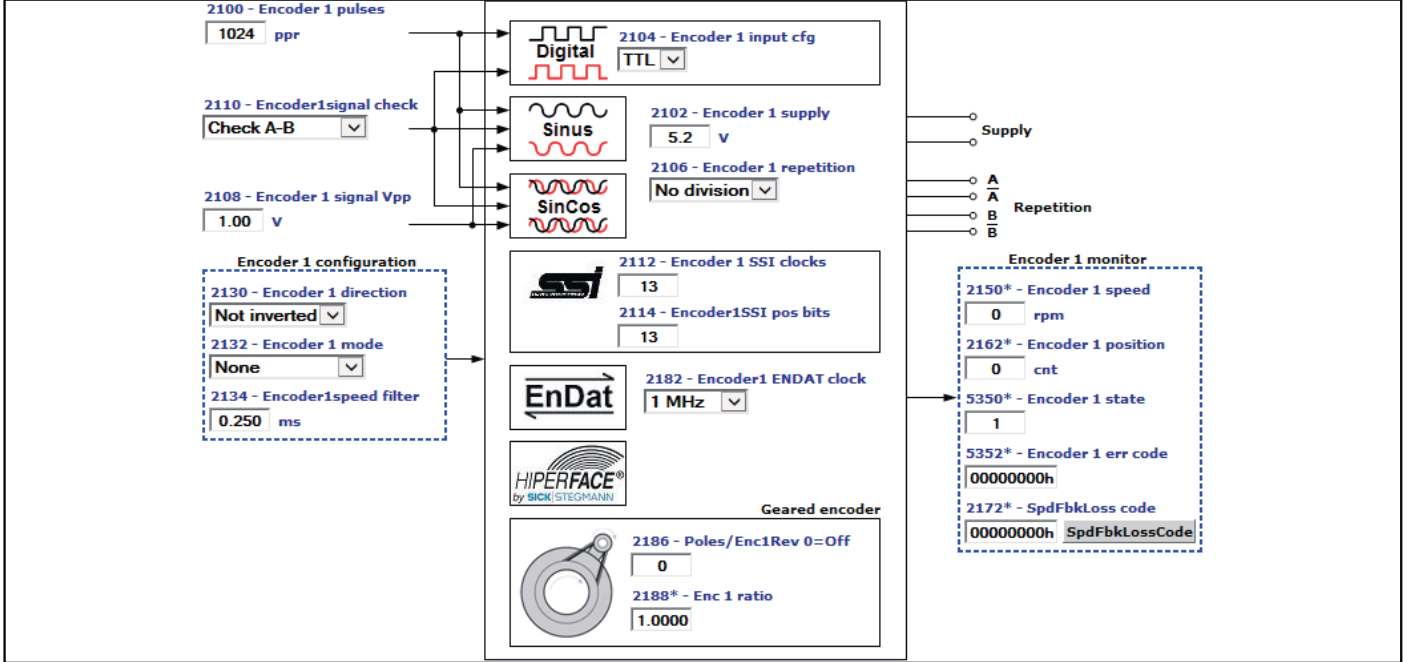 2100 - Encoder 1 pulses
1024 ppr
2110 - Encoder1signal check
Check A-B
2108 - Encoder 1 signal Vpp
1.00 V
Encoder 1 configuration
2130 - Encoder 1 direction
Not inverted
2132 - Encoder 1 mode
None
2134 - Encoder1speed filter
0.250 ms
Digital
2104 - Encoder 1 input cfg
TTL
Sinus
2102 - Encoder 1 supply
5.2 V
2106 - Encoder 1 repetition
No division
SinCos
SSI
2112 - Encoder 1 SSI clocks
13
2114 - Encoder1SSI pos bits
13
EnDat
2182 - Encoder1 ENDAT clock
1 MHz
HIPERFACE®
by SICK STEGMANN
Geared encoder
2186 - Poles/Enc1Rev 0=Off
0
2188* - Enc 1 ratio
1.0000
Supply
A
A
B
B
Repetition
Encoder 1 monitor
2150* - Encoder 1 speed
0 rpm
2162* - Encoder 1 position
0 cnt
5350* - Encoder 1 state
1
5352* - Encoder 1 err code
00000000h
2172* - SpdFbkLoss code
00000000h SpdFbkLossCode